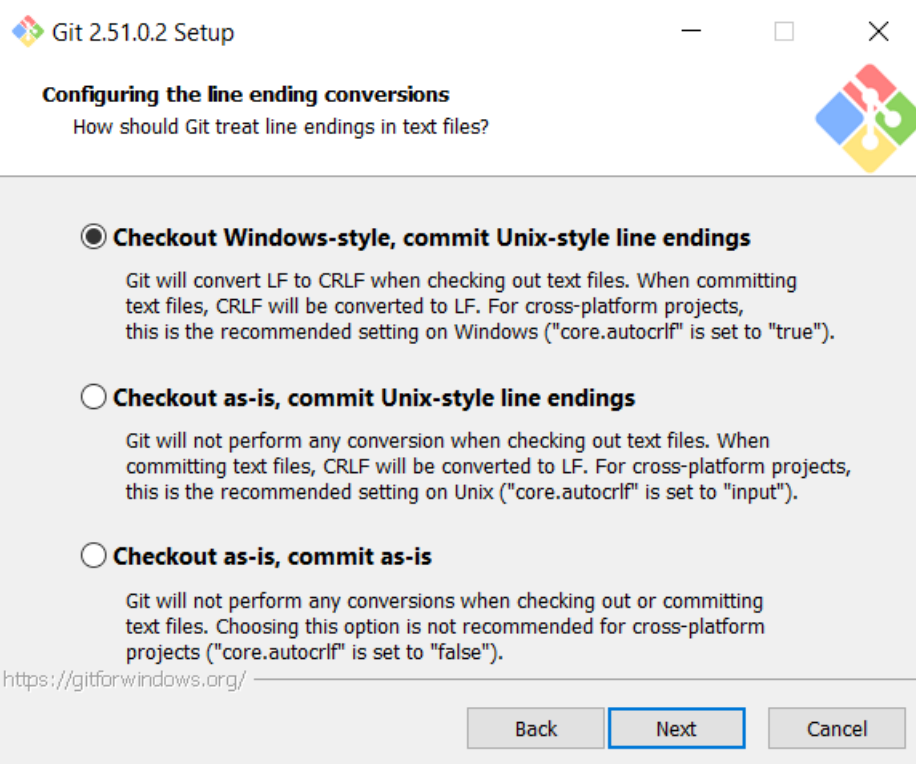 Git 2.51.0.2 Setup
Configuring the line ending conversions
How should Git treat line endings in text files?
Checkout Windows-style, commit Unix-style line endings
Git will convert LF to CRLF when checking out text files. When committing
text files, CRLF will be converted to LF. For cross-platform projects,
this is the recommended setting on Windows ("core.autocrlf" is set to "true").
Checkout as-is, commit Unix-style line endings
Git will not perform any conversion when checking out text files. When
committing text files, CRLF will be converted to LF. For cross-platform projects,
this is the recommended setting on Unix ("core.autocrlf" is set to "input").
Checkout as-is, commit as-is
Git will not perform any conversions when checking out or committing
text files. Choosing this option is not recommended for cross-platform
projects ("core.autocrlf" is set to "false").
https://gitforwindows.org/
Back Next Cancel